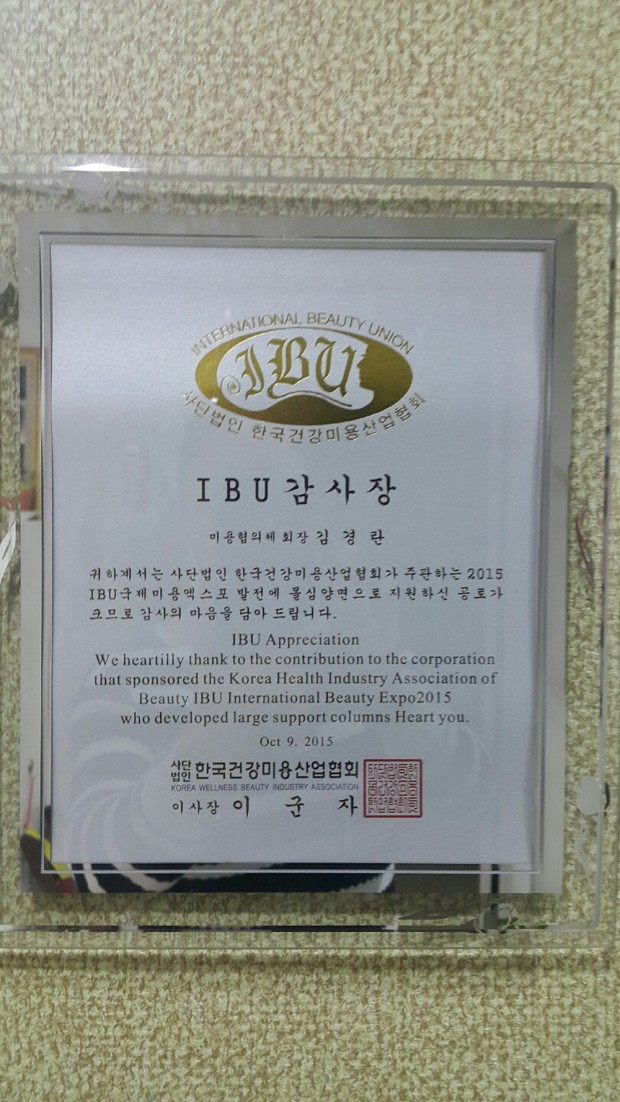 INTERNATIONAL BEAUTY UNION
IBU
사단법인 한국건강미용산업협회
IBU감사장
미용협의체 회장 김경란
귀하께서는 사단법인 한국건강미용산업협회가 주관하는 2015
IBU국제미용엑스포 발전에 물심양면으로 지원하신 공로가
크므로 감사의 마음을 담아 드립니다.
IBU Appreciation
We heartilly thank to the contribution to the corporation
that sponsored the Korea Health Industry Association of
Beauty IBU International Beauty Expo2015
who developed large support columns Heart you.
Oct 9, 2015
사단법인 한국건강미용산업협회
KOREA WELLNESS BEAUTY INDUSTRY ASSOCIATION
이사장 이 군 자